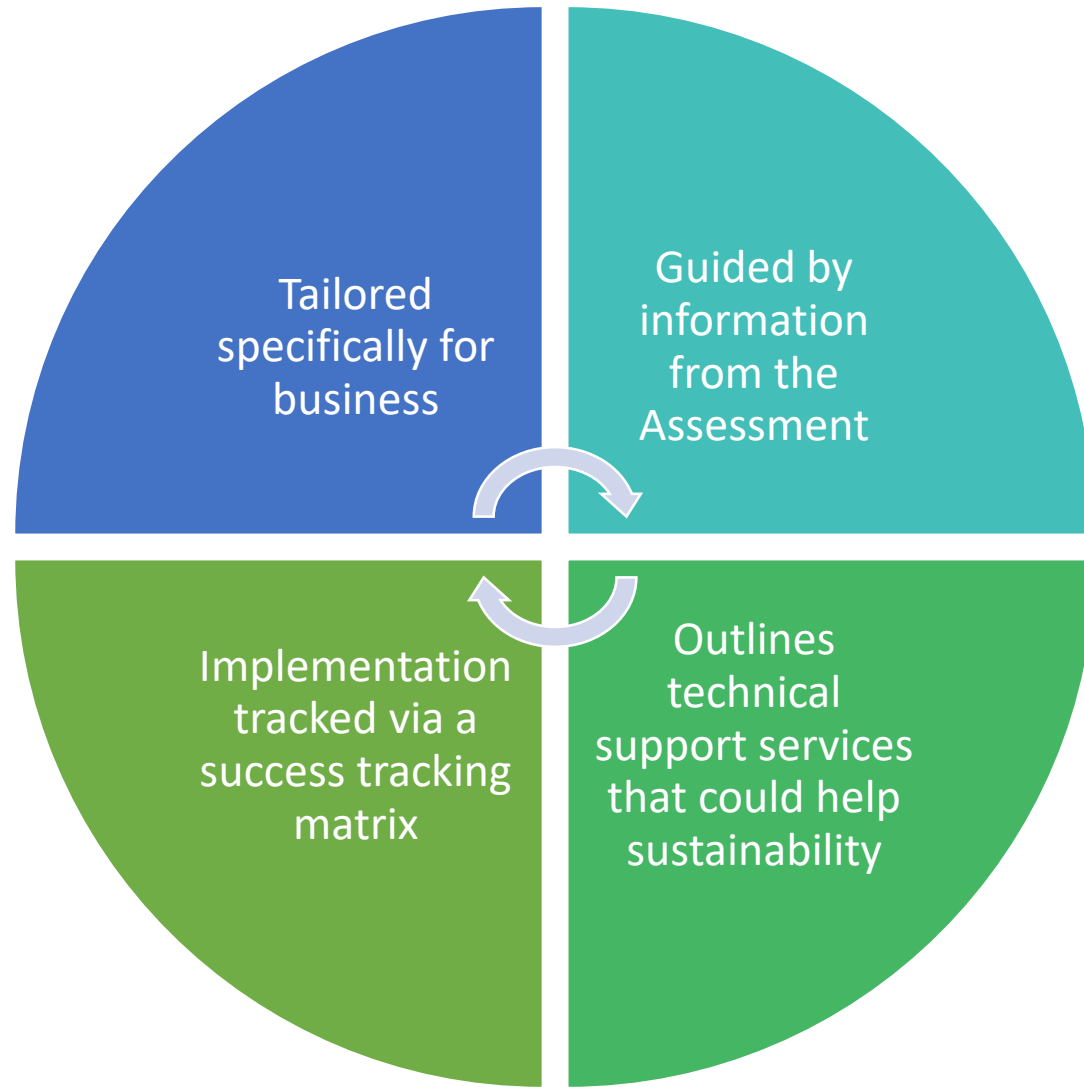 Tailored
specifically for
business
Guided by
information
from the
Assessment
Outlines
technical
support services
that could help
sustainability
Implementation
tracked via a
success tracking
matrix